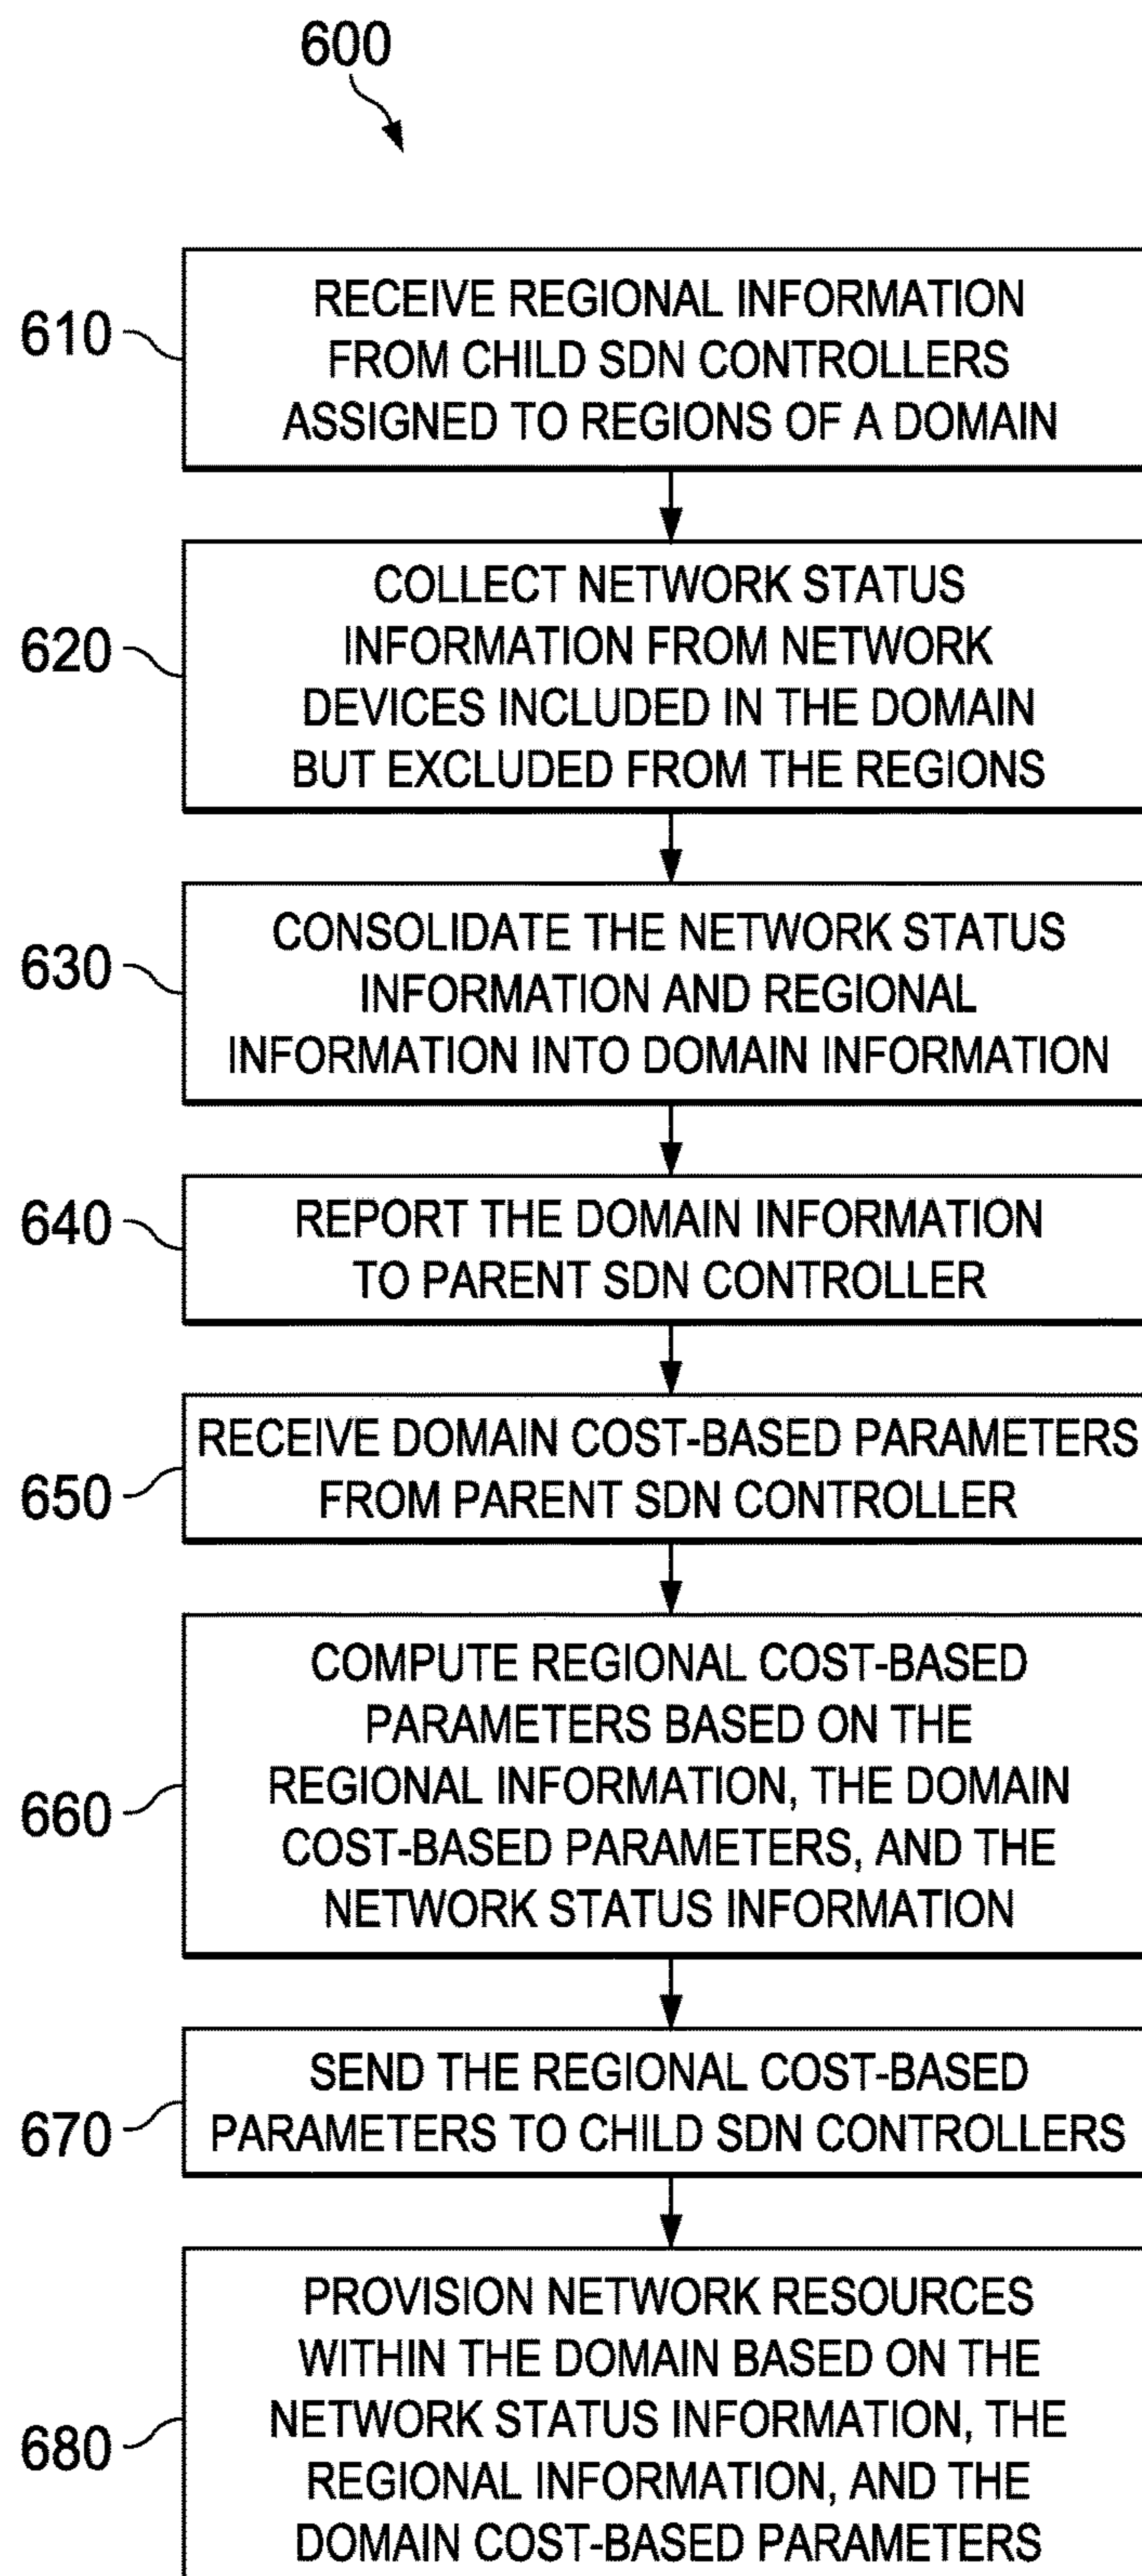 600
610
RECEIVE REGIONAL INFORMATION
FROM CHILD SDN CONTROLLERS
ASSIGNED TO REGIONS OF A DOMAIN
620
COLLECT NETWORK STATUS
INFORMATION FROM NETWORK
DEVICES INCLUDED IN THE DOMAIN
BUT EXCLUDED FROM THE REGIONS
630
CONSOLIDATE THE NETWORK STATUS
INFORMATION AND REGIONAL
INFORMATION INTO DOMAIN INFORMATION
640
REPORT THE DOMAIN INFORMATION
TO PARENT SDN CONTROLLER
650
RECEIVE DOMAIN COST-BASED PARAMETERS
FROM PARENT SDN CONTROLLER
660
COMPUTE REGIONAL COST-BASED
PARAMETERS BASED ON THE
REGIONAL INFORMATION, THE DOMAIN
COST-BASED PARAMETERS, AND THE
NETWORK STATUS INFORMATION
670
SEND THE REGIONAL COST-BASED
PARAMETERS TO CHILD SDN CONTROLLERS
680
PROVISION NETWORK RESOURCES
WITHIN THE DOMAIN BASED ON THE
NETWORK STATUS INFORMATION, THE
REGIONAL INFORMATION, AND THE
DOMAIN COST-BASED PARAMETERS